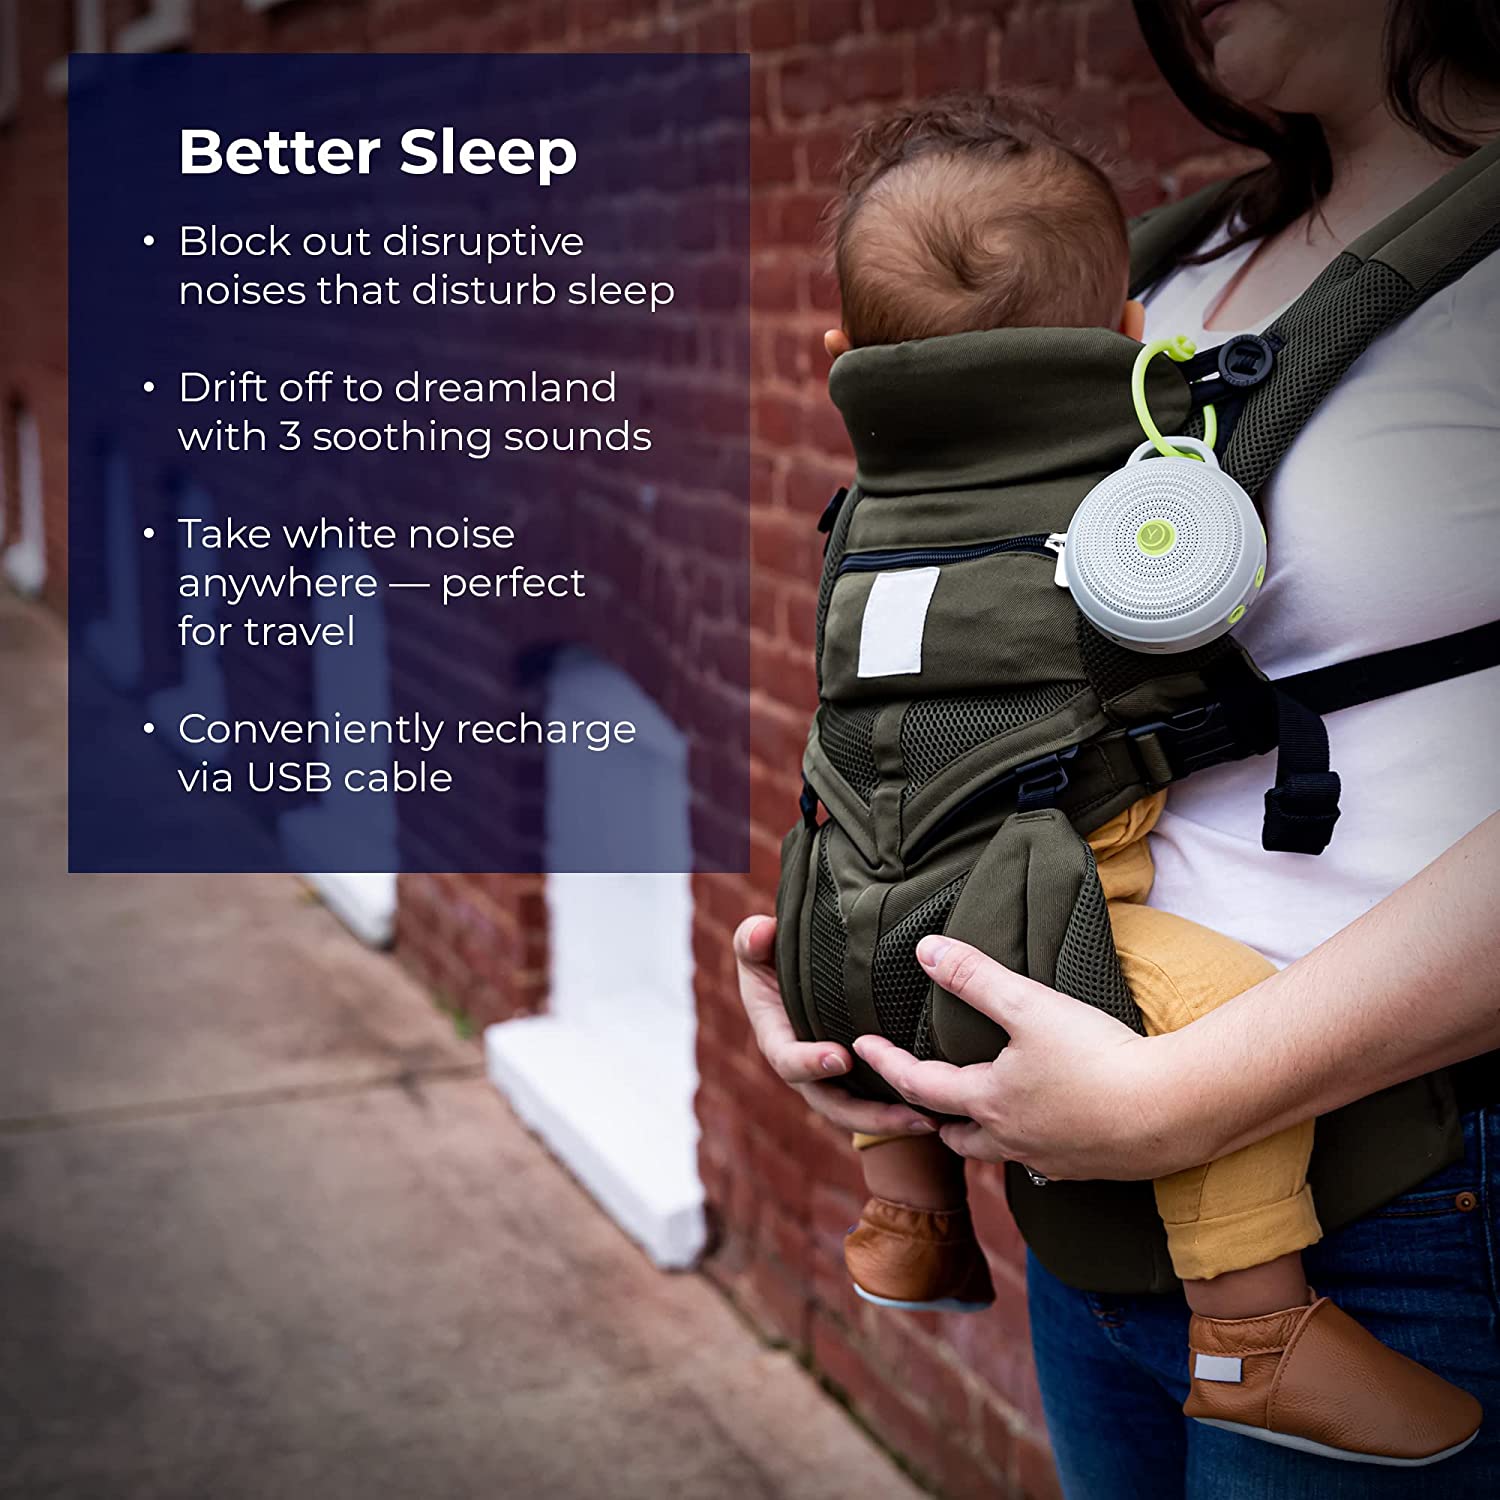 Better Sleep
• Block out disruptive
noises that disturb sleep
• Drift off to dreamland
with 3 soothing sounds
• Take white noise
anywhere — perfect
for travel
• Conveniently recharge
via USB cable